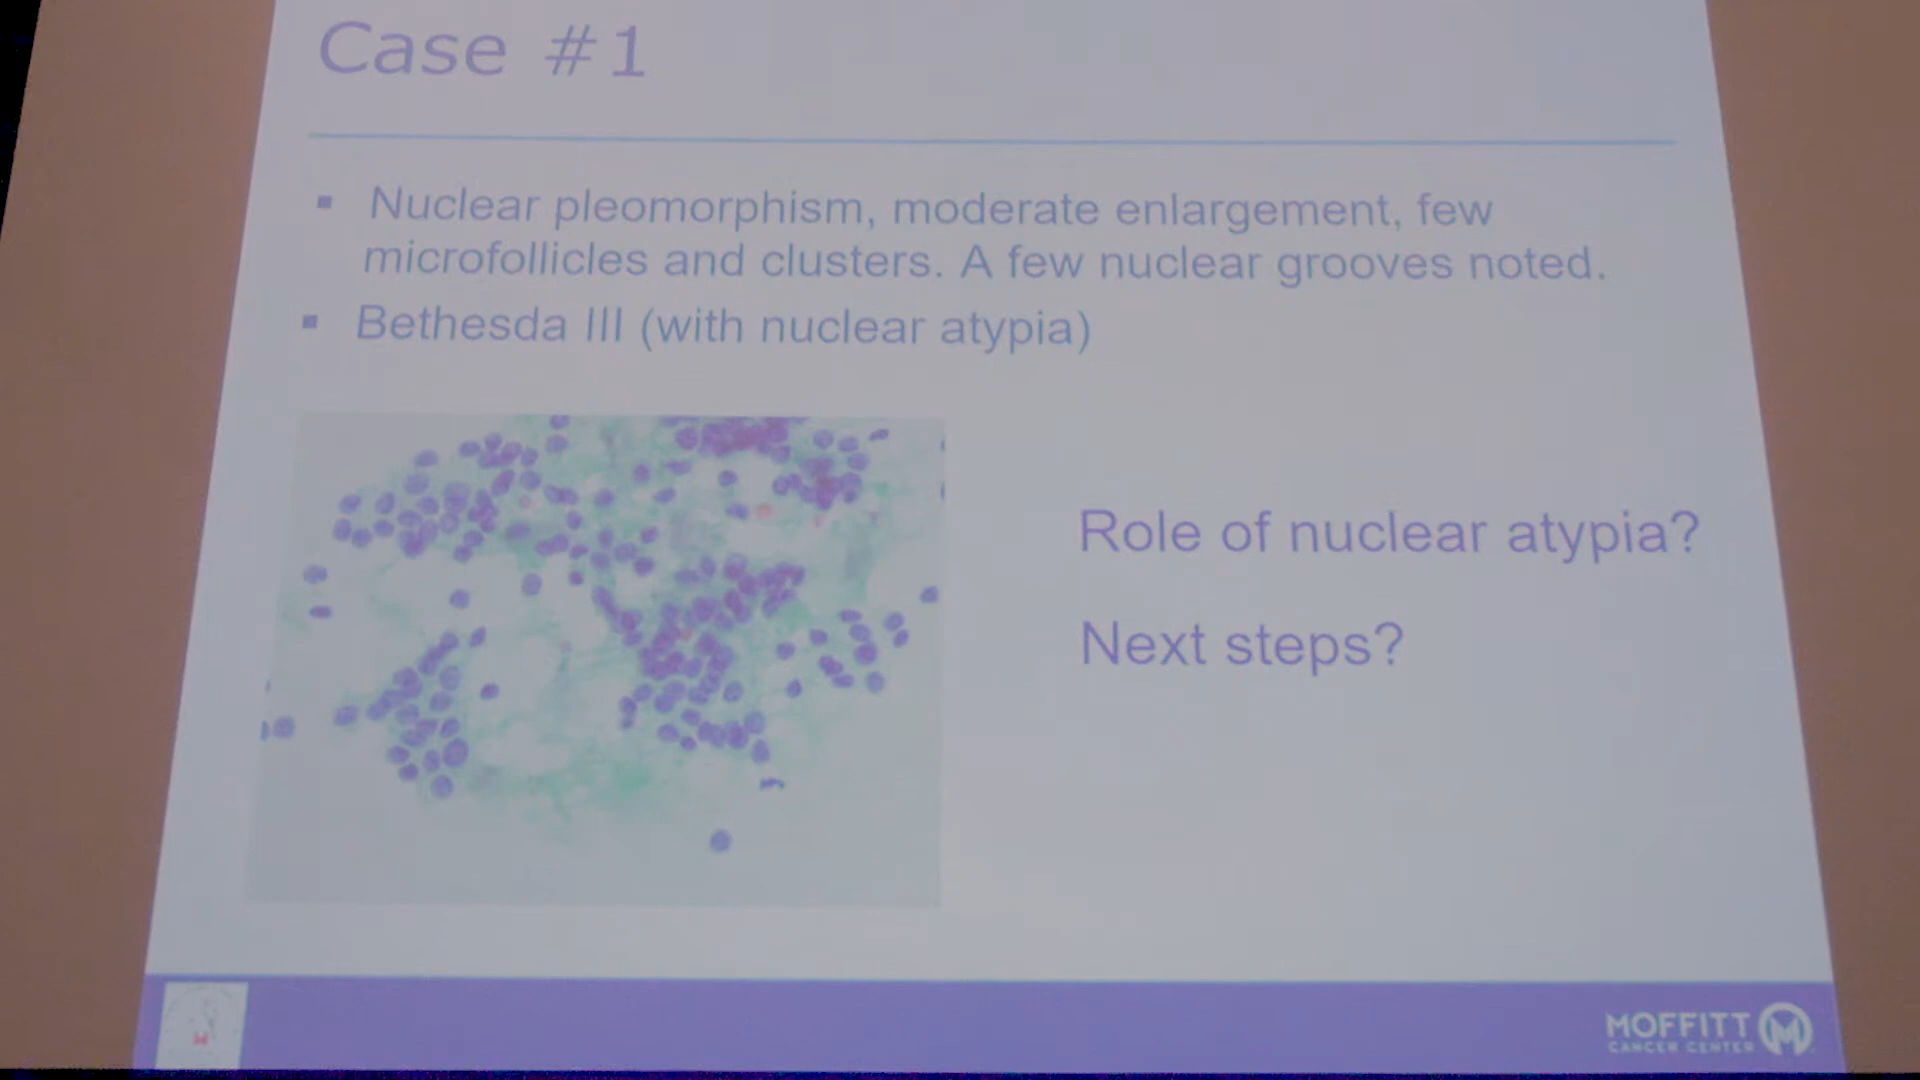 Case #1
▪ Nuclear pleomorphism, moderate enlargement, few
microfollicles and clusters. A few nuclear grooves noted.
▪ Bethesda III (with nuclear atypia)
Role of nuclear atypia?
Next steps?
MOFFITT
CANCER CENTER